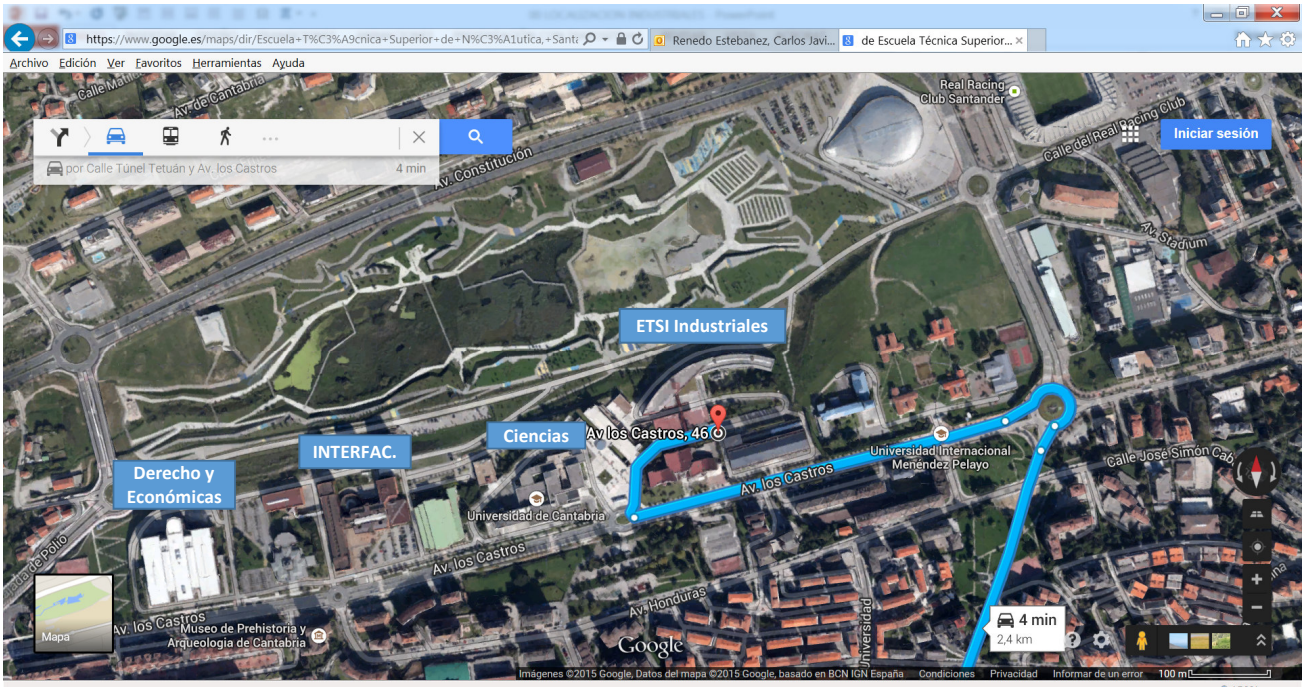 https://www.google.es/maps/dir/Escuela+T%C3%A9cnica+Superior+de+N%C3%A1utica,+Santa
Renedo Estebanez, Carlos Javi...
de Escuela Técnica Superior...
Archivo Edición Ver Favoritos Herramientas Ayuda
Av. de Cantabria
Real Racing
Club Santander
Calle del Real Racing Club
Iniciar sesión
por Calle Túnel Tetuán y Av. los Castros
4 min
Av. Constitución
Av. Stadium
ETSI Industriales
Ciencias
Av los Castros, 46
INTERFAC.
Derecho y
Económicas
Universidad Internacional
Menéndez Pelayo
Calle José Simón Cab
Av. los Castros
Universidad de Cantabria
Av. los Castros
Av. Honduras
Universidad
Mapa
Av. los Castros
Museo de Prehistoria y
Arqueología de Cantabria
Google
4 min
2,4 km
Imágenes ©2015 Google, Datos del mapa ©2015 Google, basado en BCN IGN España Condiciones Privacidad Informar de un error 100 m